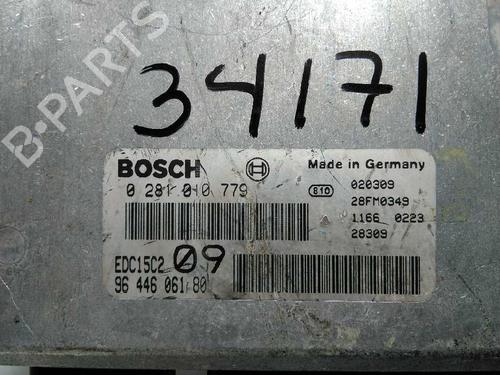 34171
BOSCH
Made in Germany
0 281 010 779
810
020309
28FM0349
1166 0223
28309
EDC15C2 09
96 446 061 80